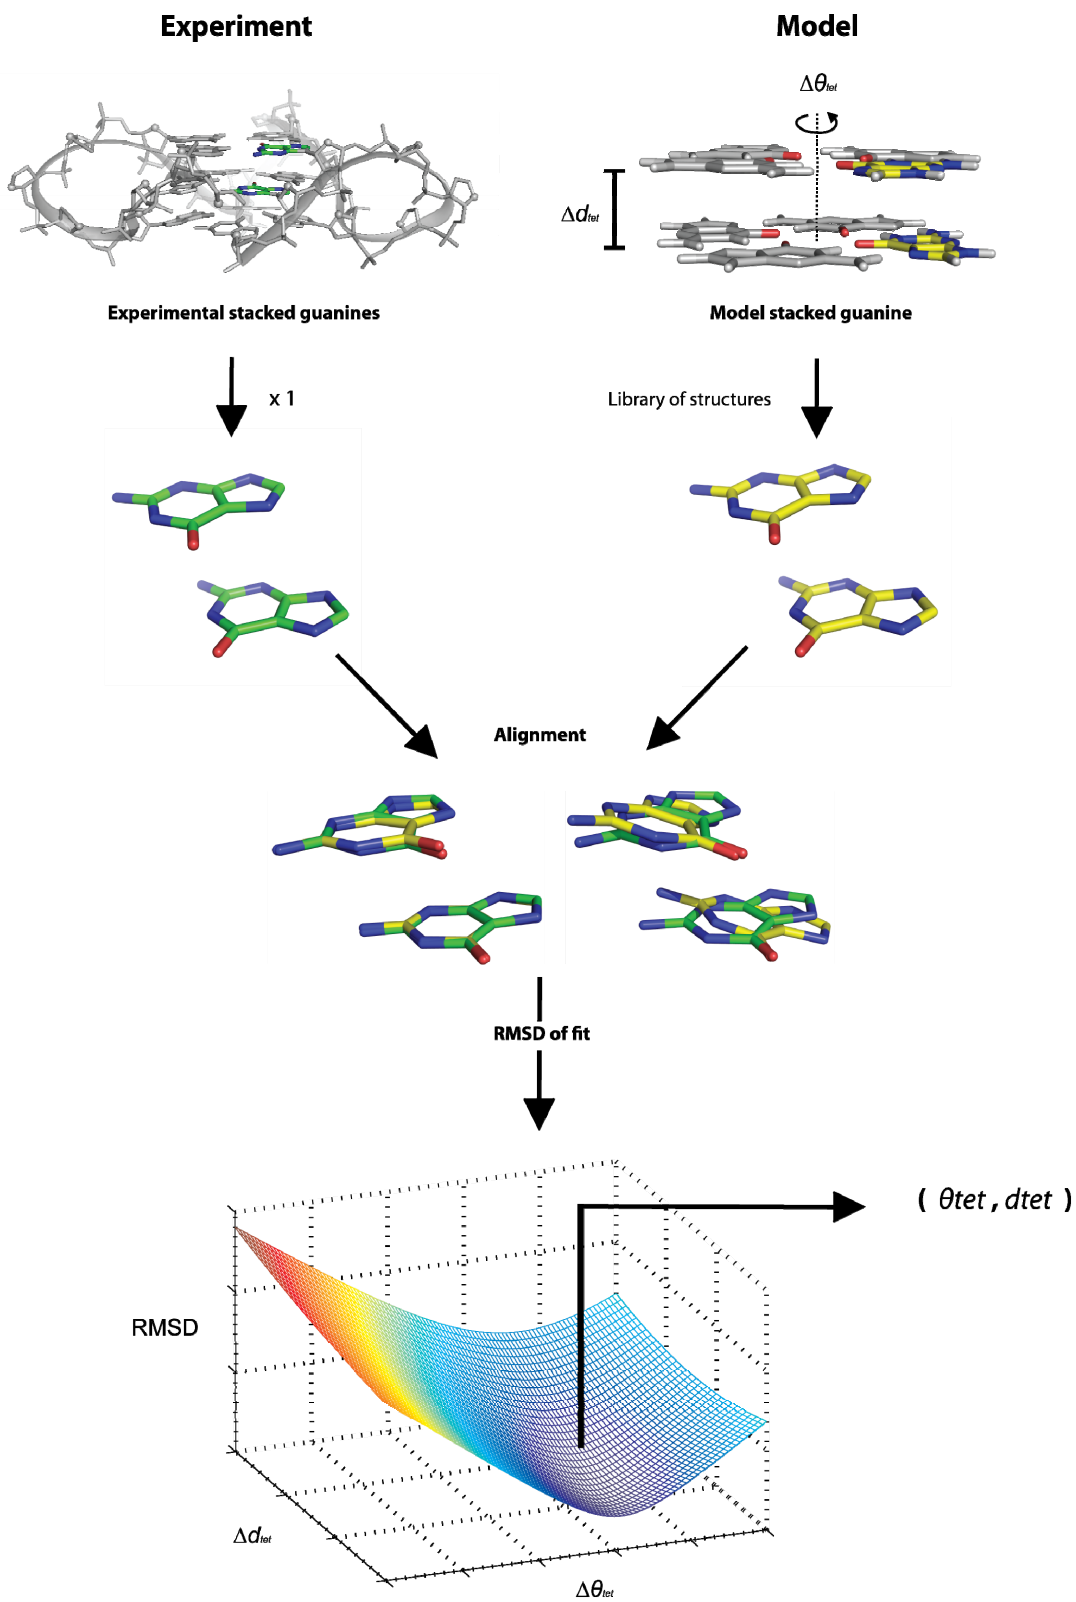 Experiment
Model
Δθtet
Δdtet
Experimental stacked guanines
Model stacked guanine
x 1
Library of structures
Alignment
RMSD of fit
( θtet , dtet )
RMSD
Δdtet
Δθtet